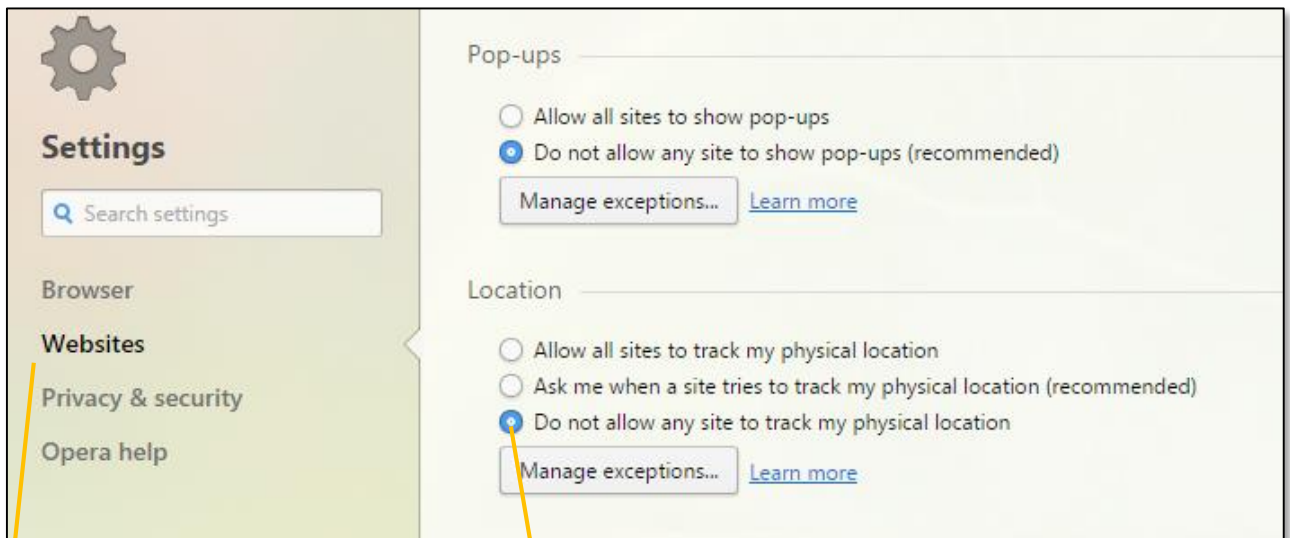 Settings
Search settings
Browser
Websites
Privacy & security
Opera help
Pop-ups
Allow all sites to show pop-ups
Do not allow any site to show pop-ups (recommended)
Manage exceptions... Learn more
Location
Allow all sites to track my physical location
Ask me when a site tries to track my physical location (recommended)
Do not allow any site to track my physical location
Manage exceptions... Learn more